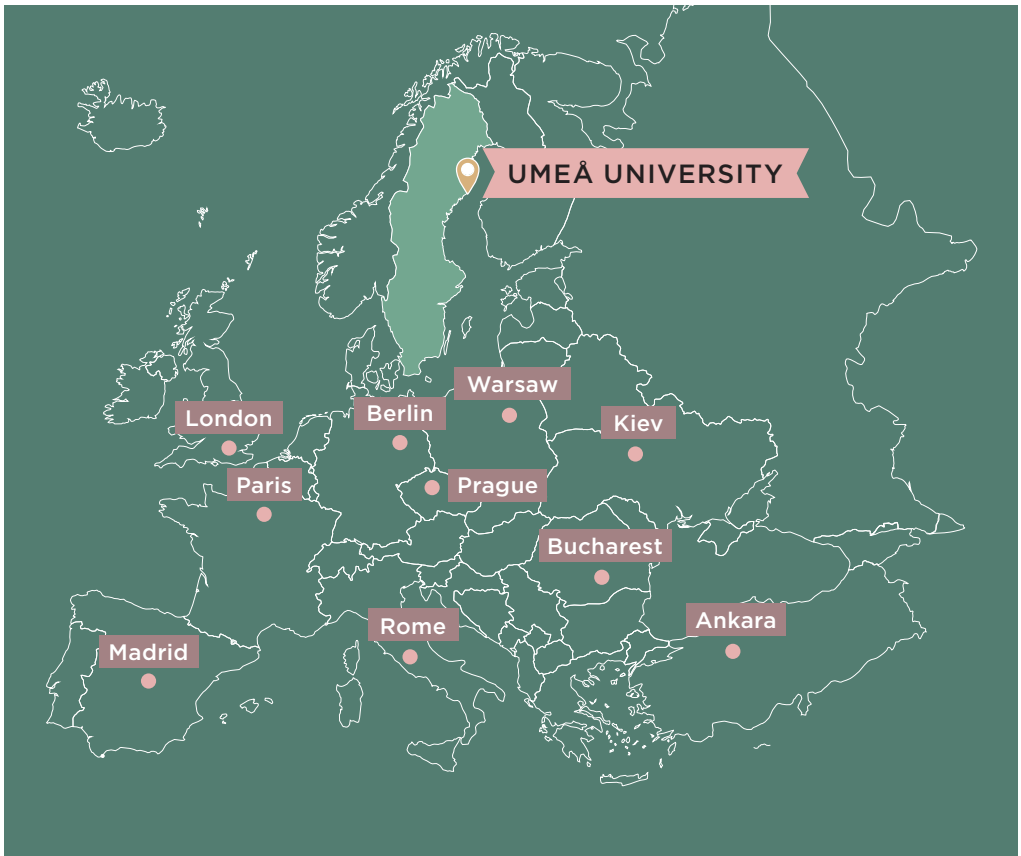 UMEÅ UNIVERSITY
Warsaw
London
Berlin
Kiev
Paris
Prague
Bucharest
Rome
Ankara
Madrid